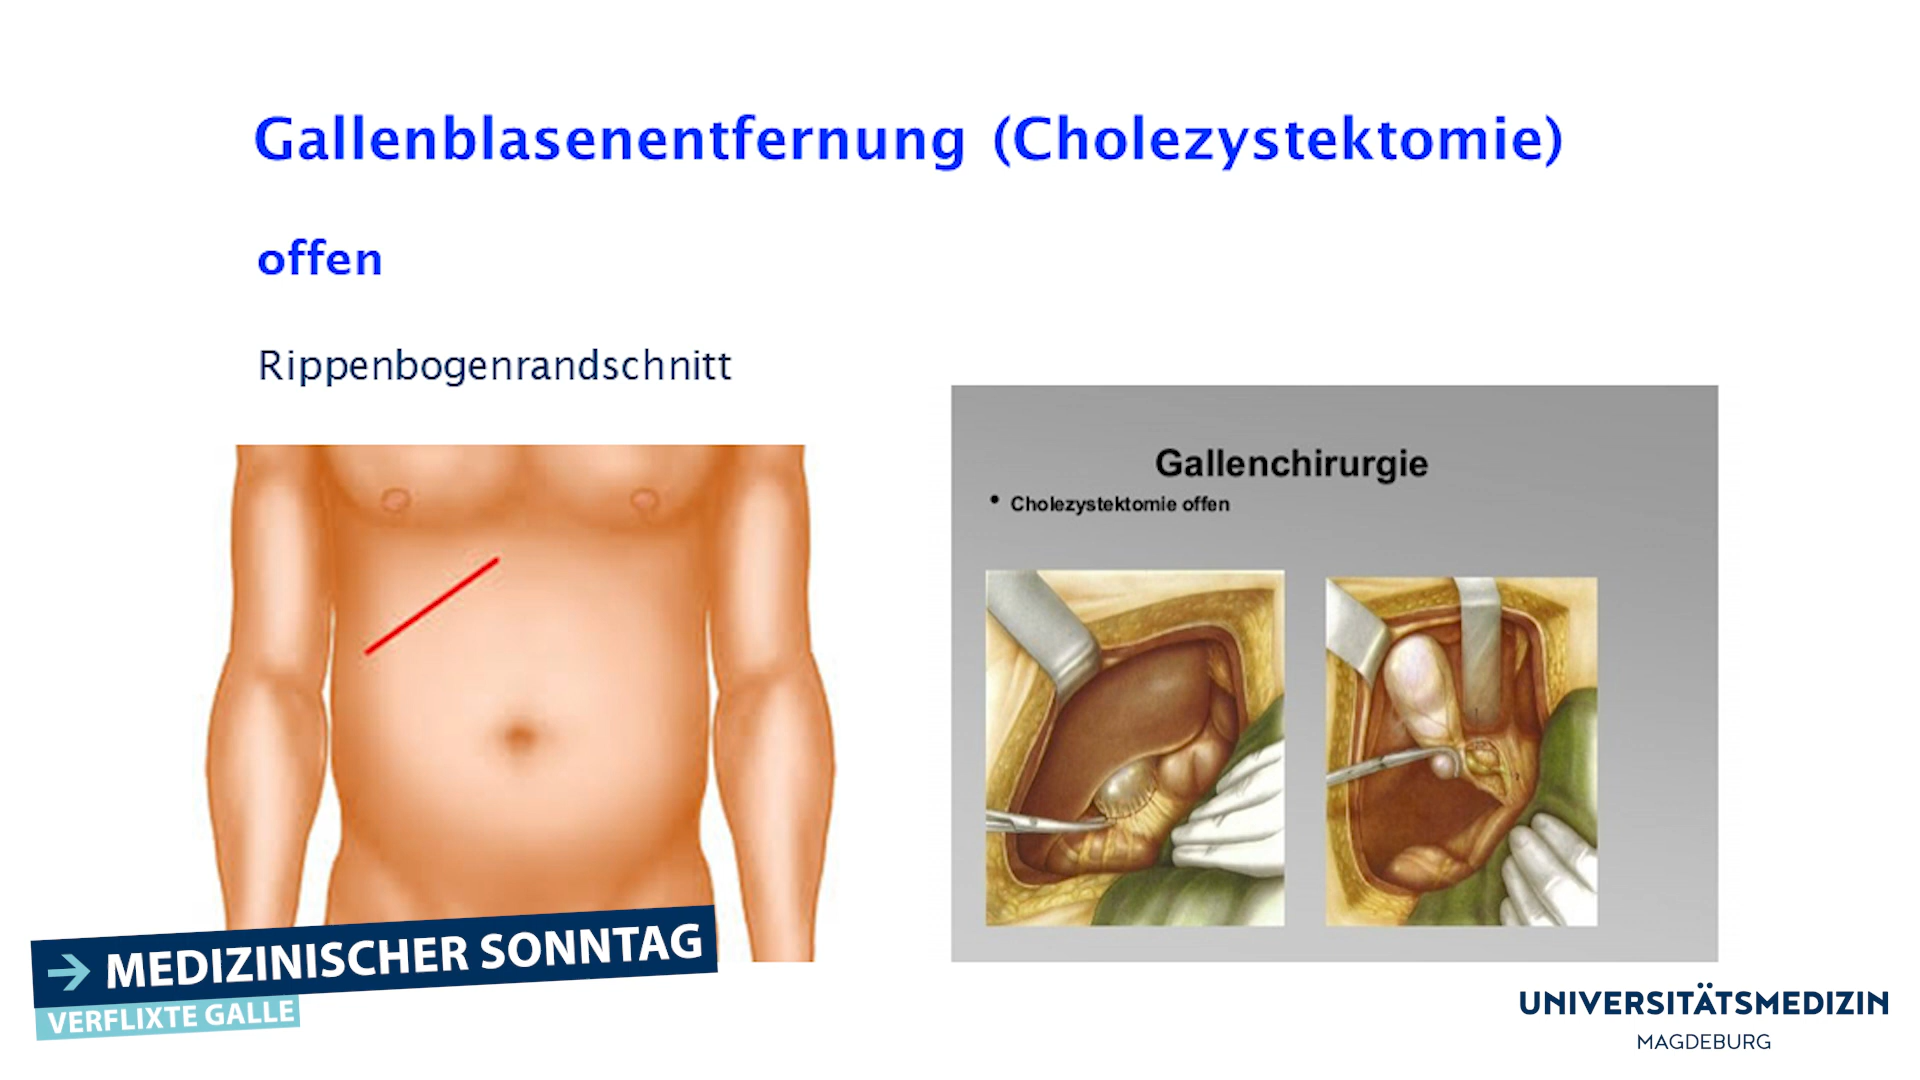 Gallenblasenentfernung (Cholezystektomie)
offen
Rippenbogenrandschnitt
Gallenchirurgie
• Cholezystektomie offen
→ MEDIZINISCHER SONNTAG
VERFLIXTE GALLE
UNIVERSITÄTSMEDIZIN
MAGDEBURG